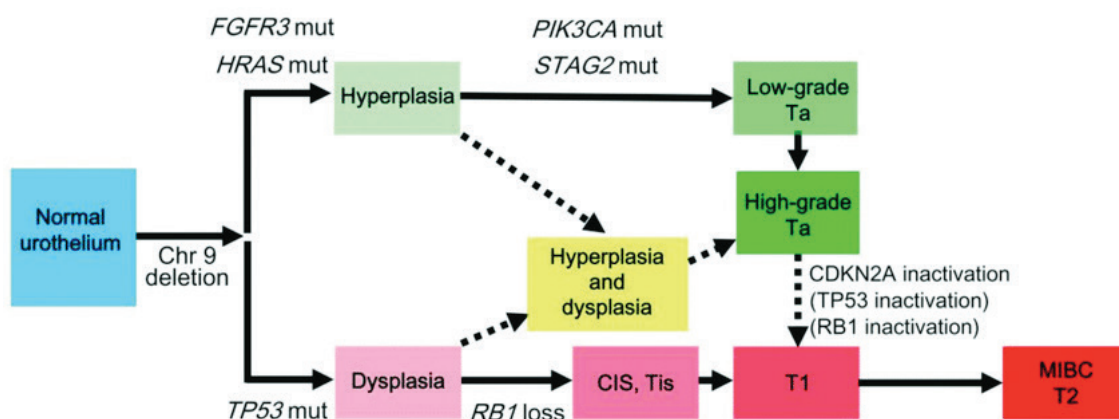 FGFR3 mut
HRAS mut
PIK3CA mut
STAG2 mut
Hyperplasia
Low-grade
Ta
Normal
urothelium
Chr 9
deletion
High-grade
Ta
Hyperplasia
and
dysplasia
CDKN2A inactivation
(TP53 inactivation)
(RB1 inactivation)
Dysplasia
CIS, Tis
T1
MIBC
T2
TP53 mut
RB1 loss